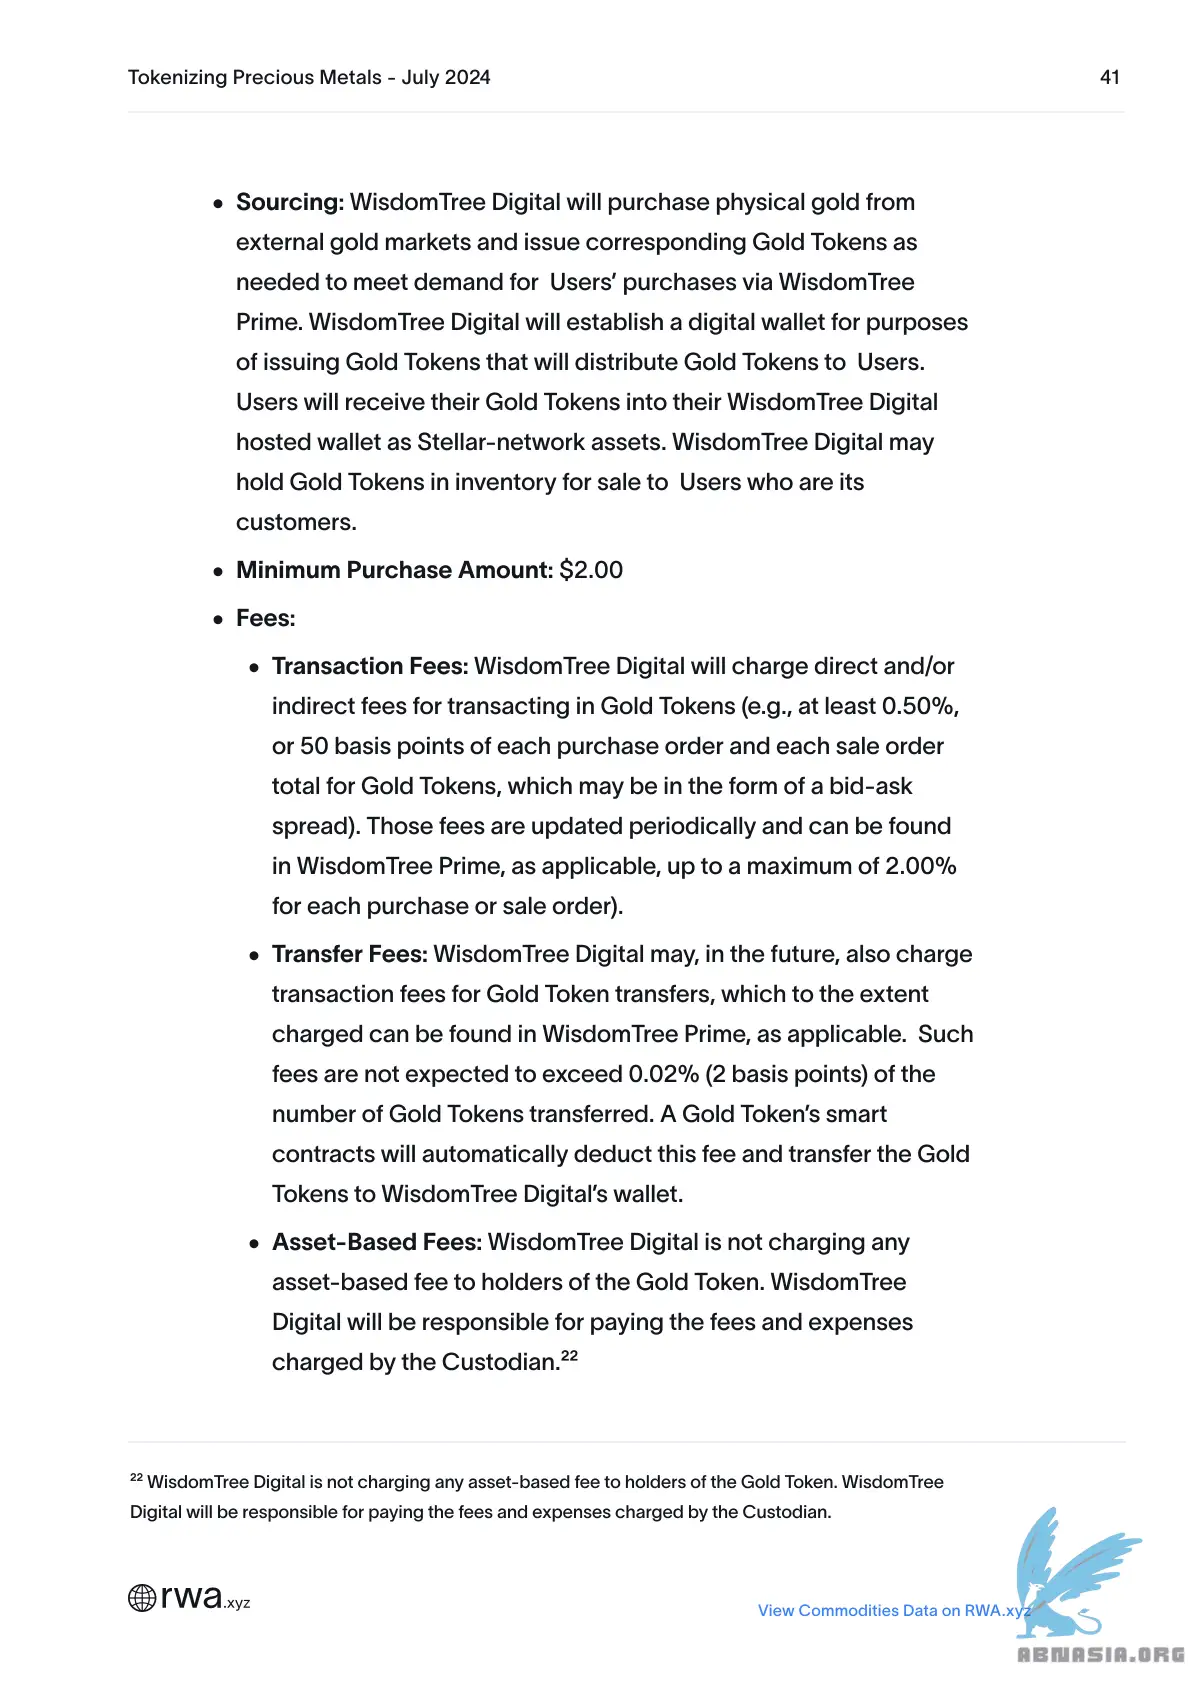 Tokenizing Precious Metals - July 2024 41
• Sourcing: WisdomTree Digital will purchase physical gold from
external gold markets and issue corresponding Gold Tokens as
needed to meet demand for  Users’ purchases via WisdomTree
Prime. WisdomTree Digital will establish a digital wallet for purposes
of issuing Gold Tokens that will distribute Gold Tokens to  Users.
Users will receive their Gold Tokens into their WisdomTree Digital
hosted wallet as Stellar-network assets. WisdomTree Digital may
hold Gold Tokens in inventory for sale to  Users who are its
customers.
• Minimum Purchase Amount: $2.00
• Fees:
• Transaction Fees: WisdomTree Digital will charge direct and/or
indirect fees for transacting in Gold Tokens (e.g., at least 0.50%,
or 50 basis points of each purchase order and each sale order
total for Gold Tokens, which may be in the form of a bid-ask
spread). Those fees are updated periodically and can be found
in WisdomTree Prime, as applicable, up to a maximum of 2.00%
for each purchase or sale order).
• Transfer Fees: WisdomTree Digital may, in the future, also charge
transaction fees for Gold Token transfers, which to the extent
charged can be found in WisdomTree Prime, as applicable.  Such
fees are not expected to exceed 0.02% (2 basis points) of the
number of Gold Tokens transferred. A Gold Token’s smart
contracts will automatically deduct this fee and transfer the Gold
Tokens to WisdomTree Digital’s wallet.
• Asset-Based Fees: WisdomTree Digital is not charging any
asset-based fee to holders of the Gold Token. WisdomTree
Digital will be responsible for paying the fees and expenses
charged by the Custodian.²²
²² WisdomTree Digital is not charging any asset-based fee to holders of the Gold Token. WisdomTree
Digital will be responsible for paying the fees and expenses charged by the Custodian.
rwa.xyz
View Commodities Data on RWA.xyz
ABNASIA.ORG